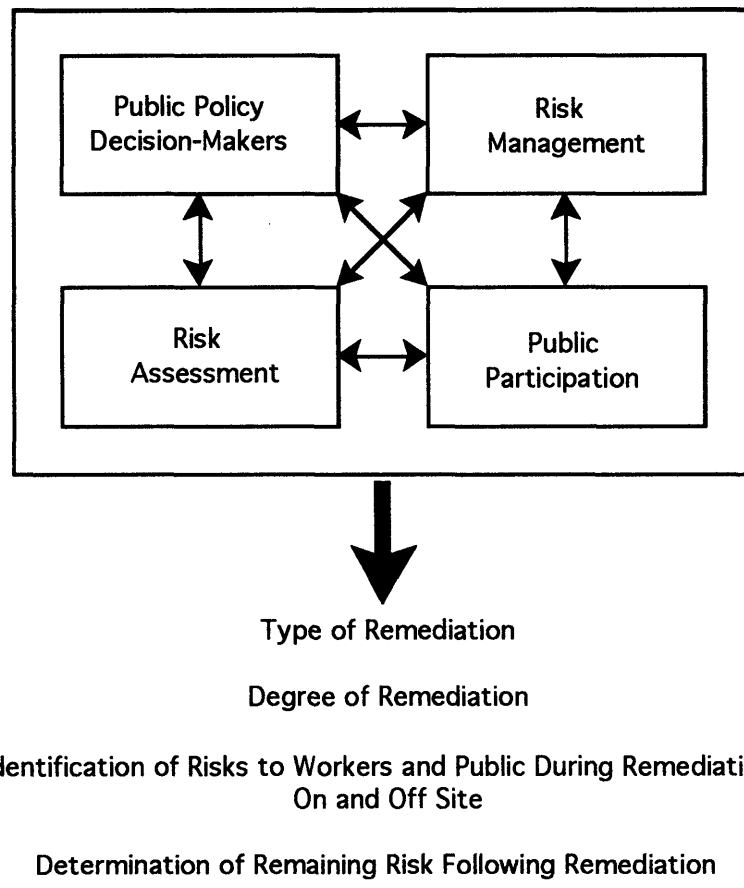 Public Policy
Decision-Makers
Risk
Management
Risk
Assessment
Public
Participation
Type of Remediation
Degree of Remediation
dentification of Risks to Workers and Public During Remediati
On and Off Site
Determination of Remaining Risk Following Remediation